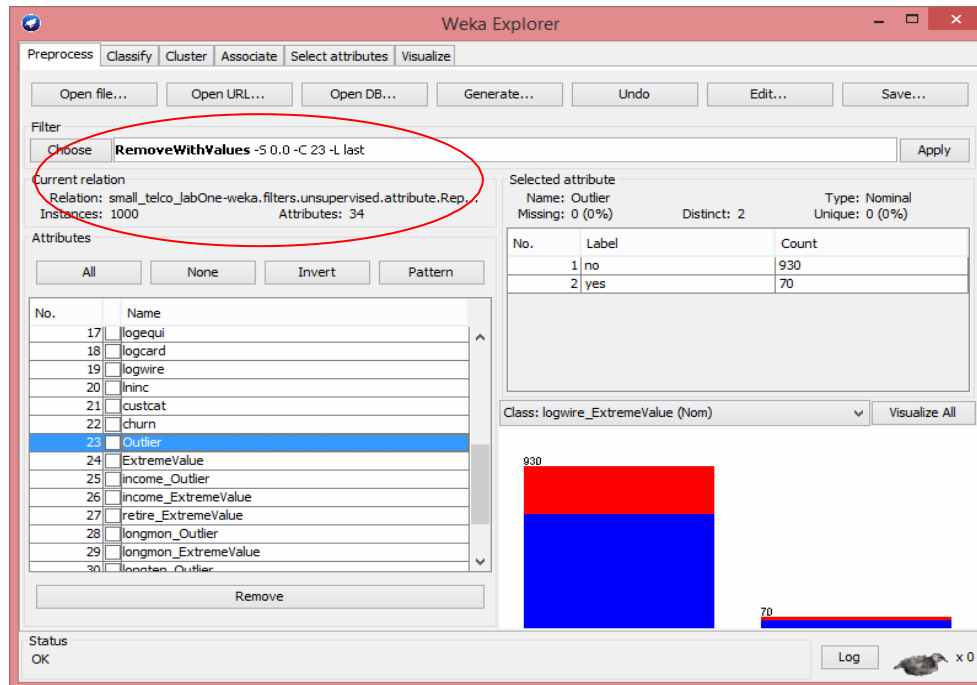 Weka Explorer
Preprocess Classify Cluster Associate Select attributes Visualize
Open file... Open URL... Open DB... Generate... Undo Edit... Save...
Filter
Choose RemoveWithValues -S 0.0 -C 23 -L last Apply
Current relation
Relation: small_telco_labOne-weka.filters.unsupervised.attribute.Rep...
Instances: 1000 Attributes: 34
Selected attribute
Name: Outlier Type: Nominal
Missing: 0 (0%) Distinct: 2 Unique: 0 (0%)
No. Label Count
1 no 930
2 yes 70
Attributes
All None Invert Pattern
No. Name
17 logequi
18 logcard
19 logwire
20 lninc
21 custcat
22 churn
23 Outlier
24 ExtremeValue
25 income_Outlier
26 income_ExtremeValue
27 retire_ExtremeValue
28 longmon_Outlier
29 longmon_ExtremeValue
30 longten_Outlier
Remove
Class: logwire_ExtremeValue (Nom) Visualize All
930
70
Status
OK
Log x 0